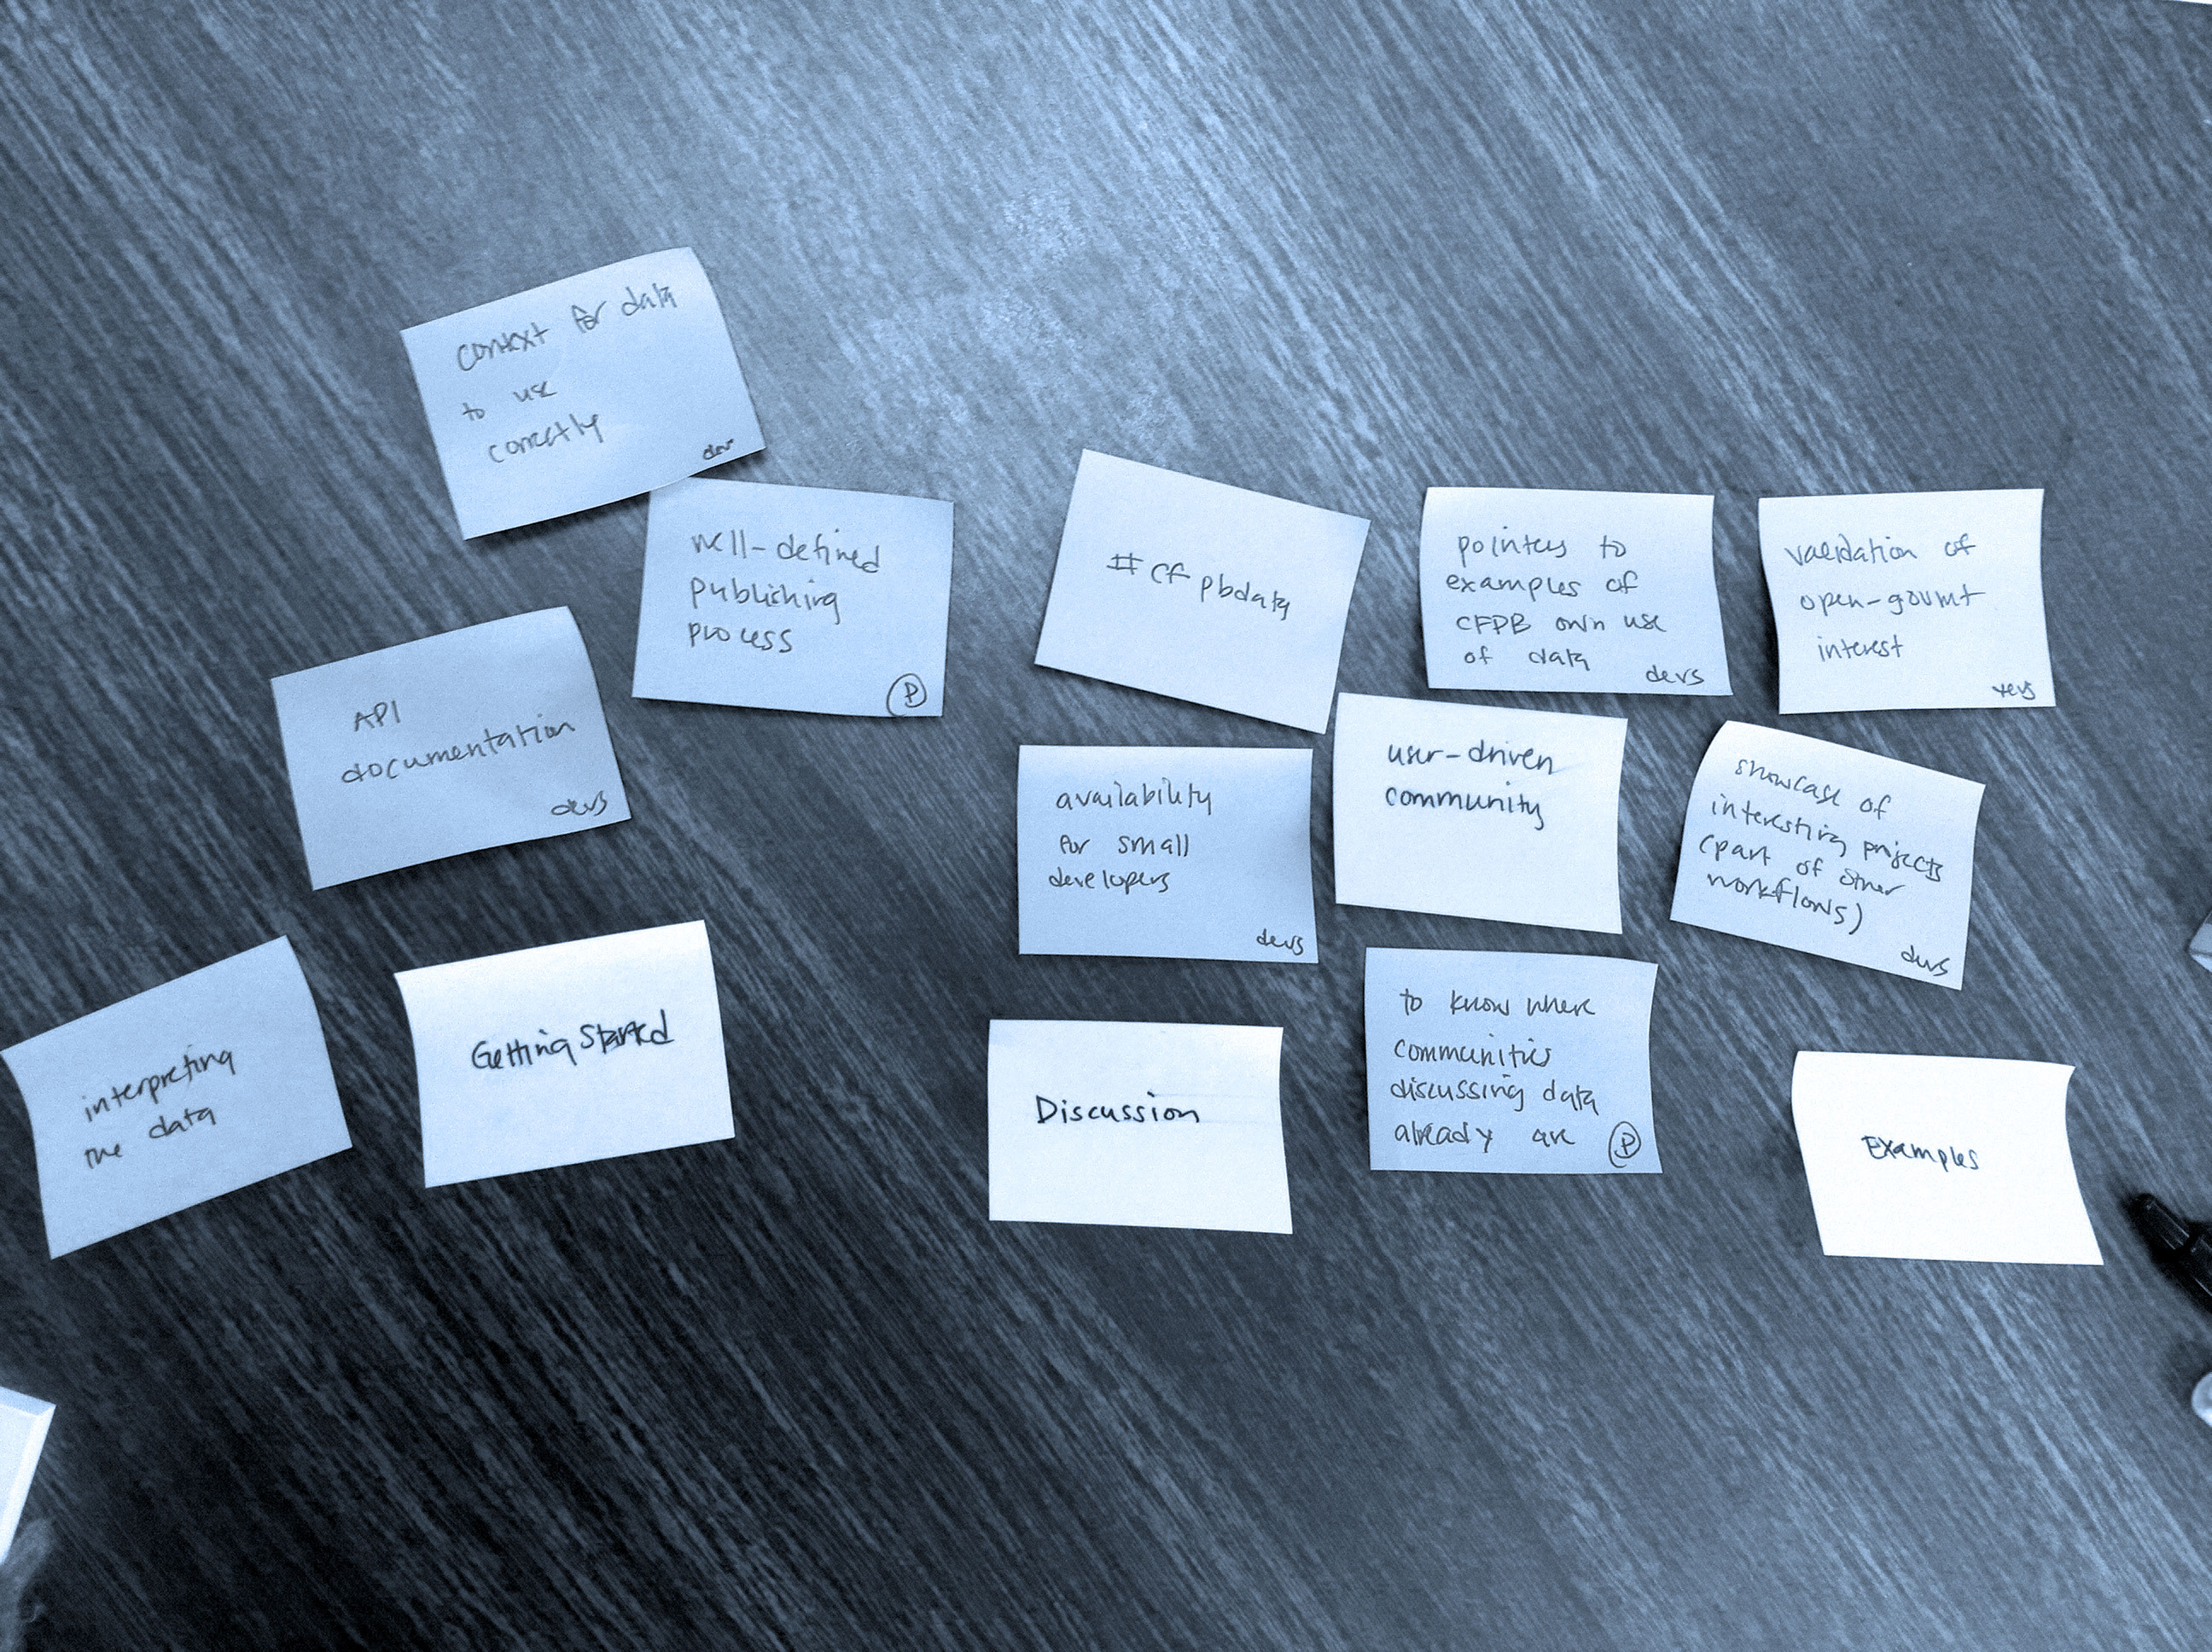 context for data
to use
correctly
dev
well-defined
publishing
process
P
API
documentation
devs
interpreting
the data
Getting Started
#cfpbdata
availability
for small
developers
devs
Discussion
user-driven
community
to know where
communities
discussing data
already are
P
pointers to
examples of
CFPB own use
of data
devs
validation of
open-govmt
interest
devs
showcase of
interesting projects
(part of other
workflows)
devs
Examples